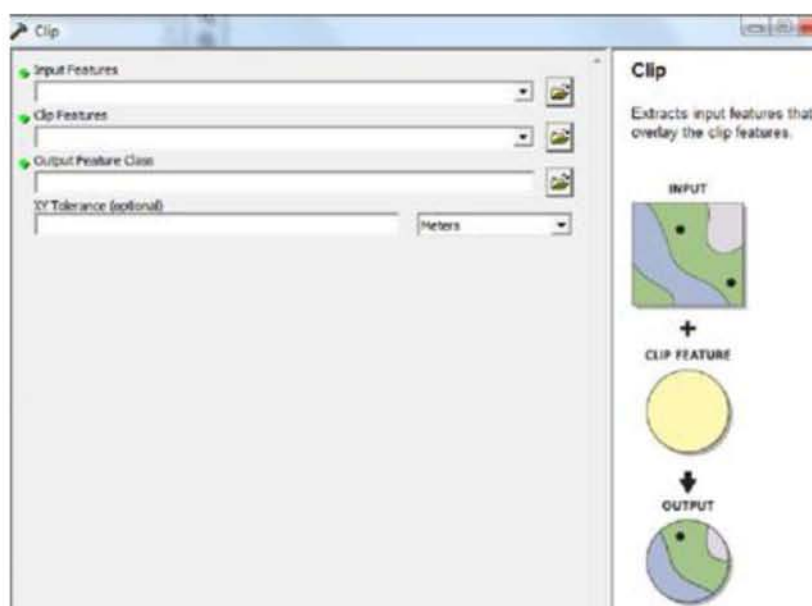 Clip
Input Features
Clip Features
Output Feature Class
XY Tolerance (optional)
Meters
Clip
Extracts input features that
overlay the clip features.
INPUT
+
CLIP FEATURE
OUTPUT